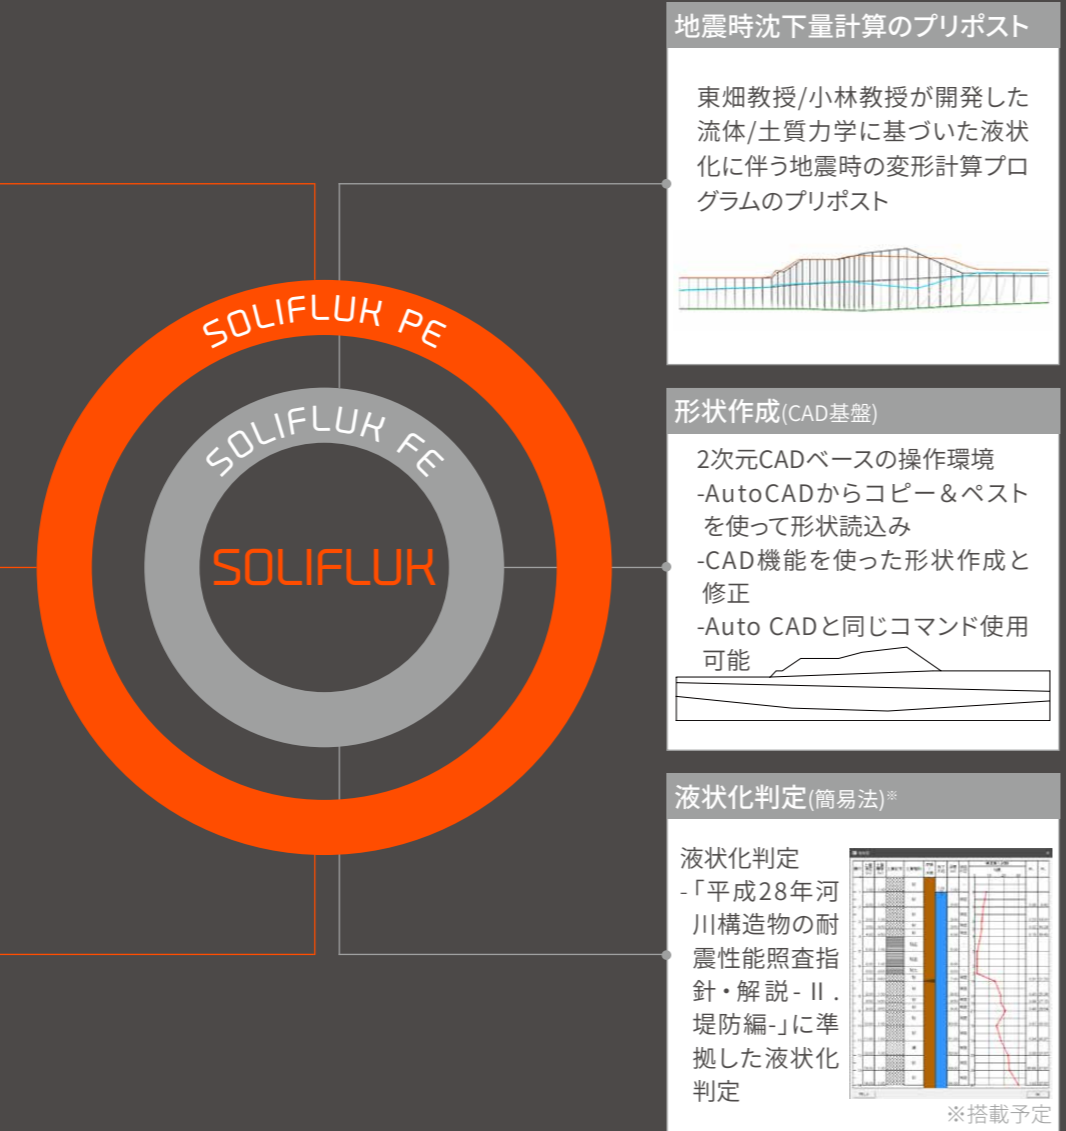 地震時沈下量計算のプリポスト
東畑教授/小林教授が開発した
流体/土質力学に基づいた液状
化に伴う地震時の変形計算プロ
グラムのプリポスト
SOLIFLUK PE
SOLIFLUK FE
SOLIFLUK
形状作成(CAD基盤)
2次元CADベースの操作環境
-AutoCADからコピー＆ペスト
を使って形状読込み
-CAD機能を使った形状作成と
修正
-Auto CADと同じコマンド使用
可能
液状化判定(簡易法)※
液状化判定
-「平成28年河
川構造物の耐
震性能照査指
針・解説-Ⅱ.
堤防編-」に準
拠した液状化
判定
※搭載予定